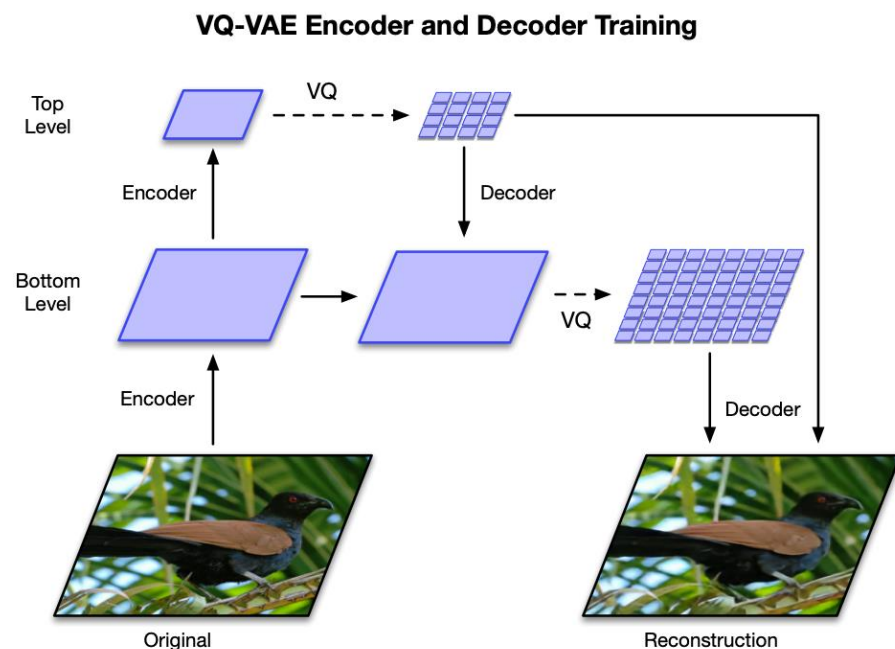 VQ-VAE Encoder and Decoder Training
Top
Level
VQ
Encoder
Decoder
Bottom
Level
VQ
Encoder
Decoder
Original
Reconstruction